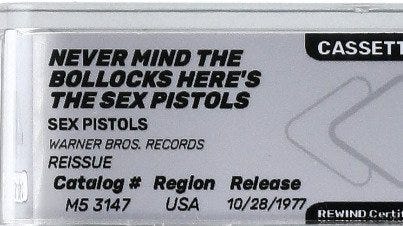 CASSETT
NEVER MIND THE
BOLLOCKS HERE'S
THE SEX PISTOLS
SEX PISTOLS
WARNER BROS. RECORDS
REISSUE
Catalog # Region Release
M5 3147 USA 10/28/1977
REWIND Certif